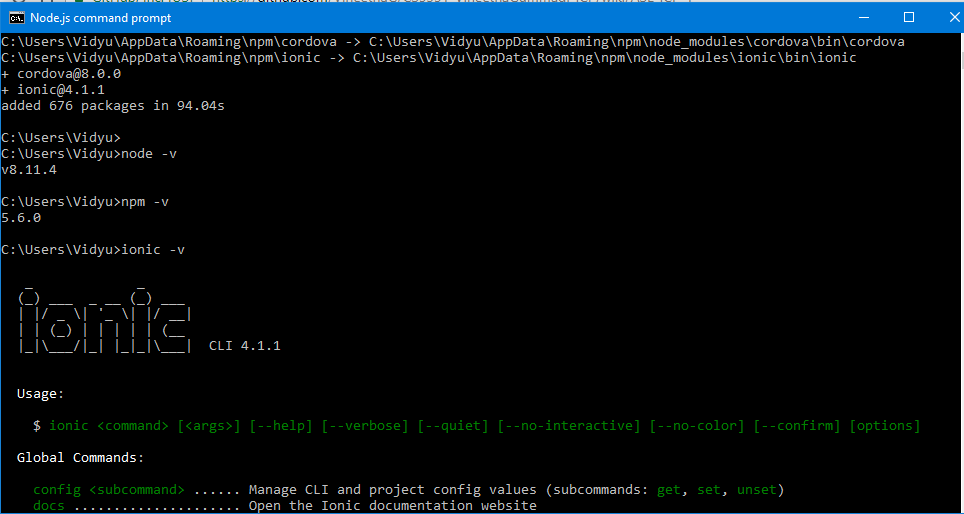 Node.js command prompt
C:\Users\Vidyu\AppData\Roaming\npm\cordova -> C:\Users\Vidyu\AppData\Roaming\npm\node_modules\cordova\bin\cordova
C:\Users\Vidyu\AppData\Roaming\npm\ionic -> C:\Users\Vidyu\AppData\Roaming\npm\node_modules\ionic\bin\ionic
+ cordova@8.0.0
+ ionic@4.1.1
added 676 packages in 94.04s
C:\Users\Vidyu>
C:\Users\Vidyu>node -v
v8.11.4
C:\Users\Vidyu>npm -v
5.6.0
C:\Users\Vidyu>ionic -v
ionic CLI 4.1.1
Usage:
$ ionic <command> [<args>] [--help] [--verbose] [--quiet] [--no-interactive] [--no-color] [--confirm] [options]
Global Commands:
config <subcommand> ...... Manage CLI and project config values (subcommands: get, set, unset)
docs ..................... Open the Ionic documentation website